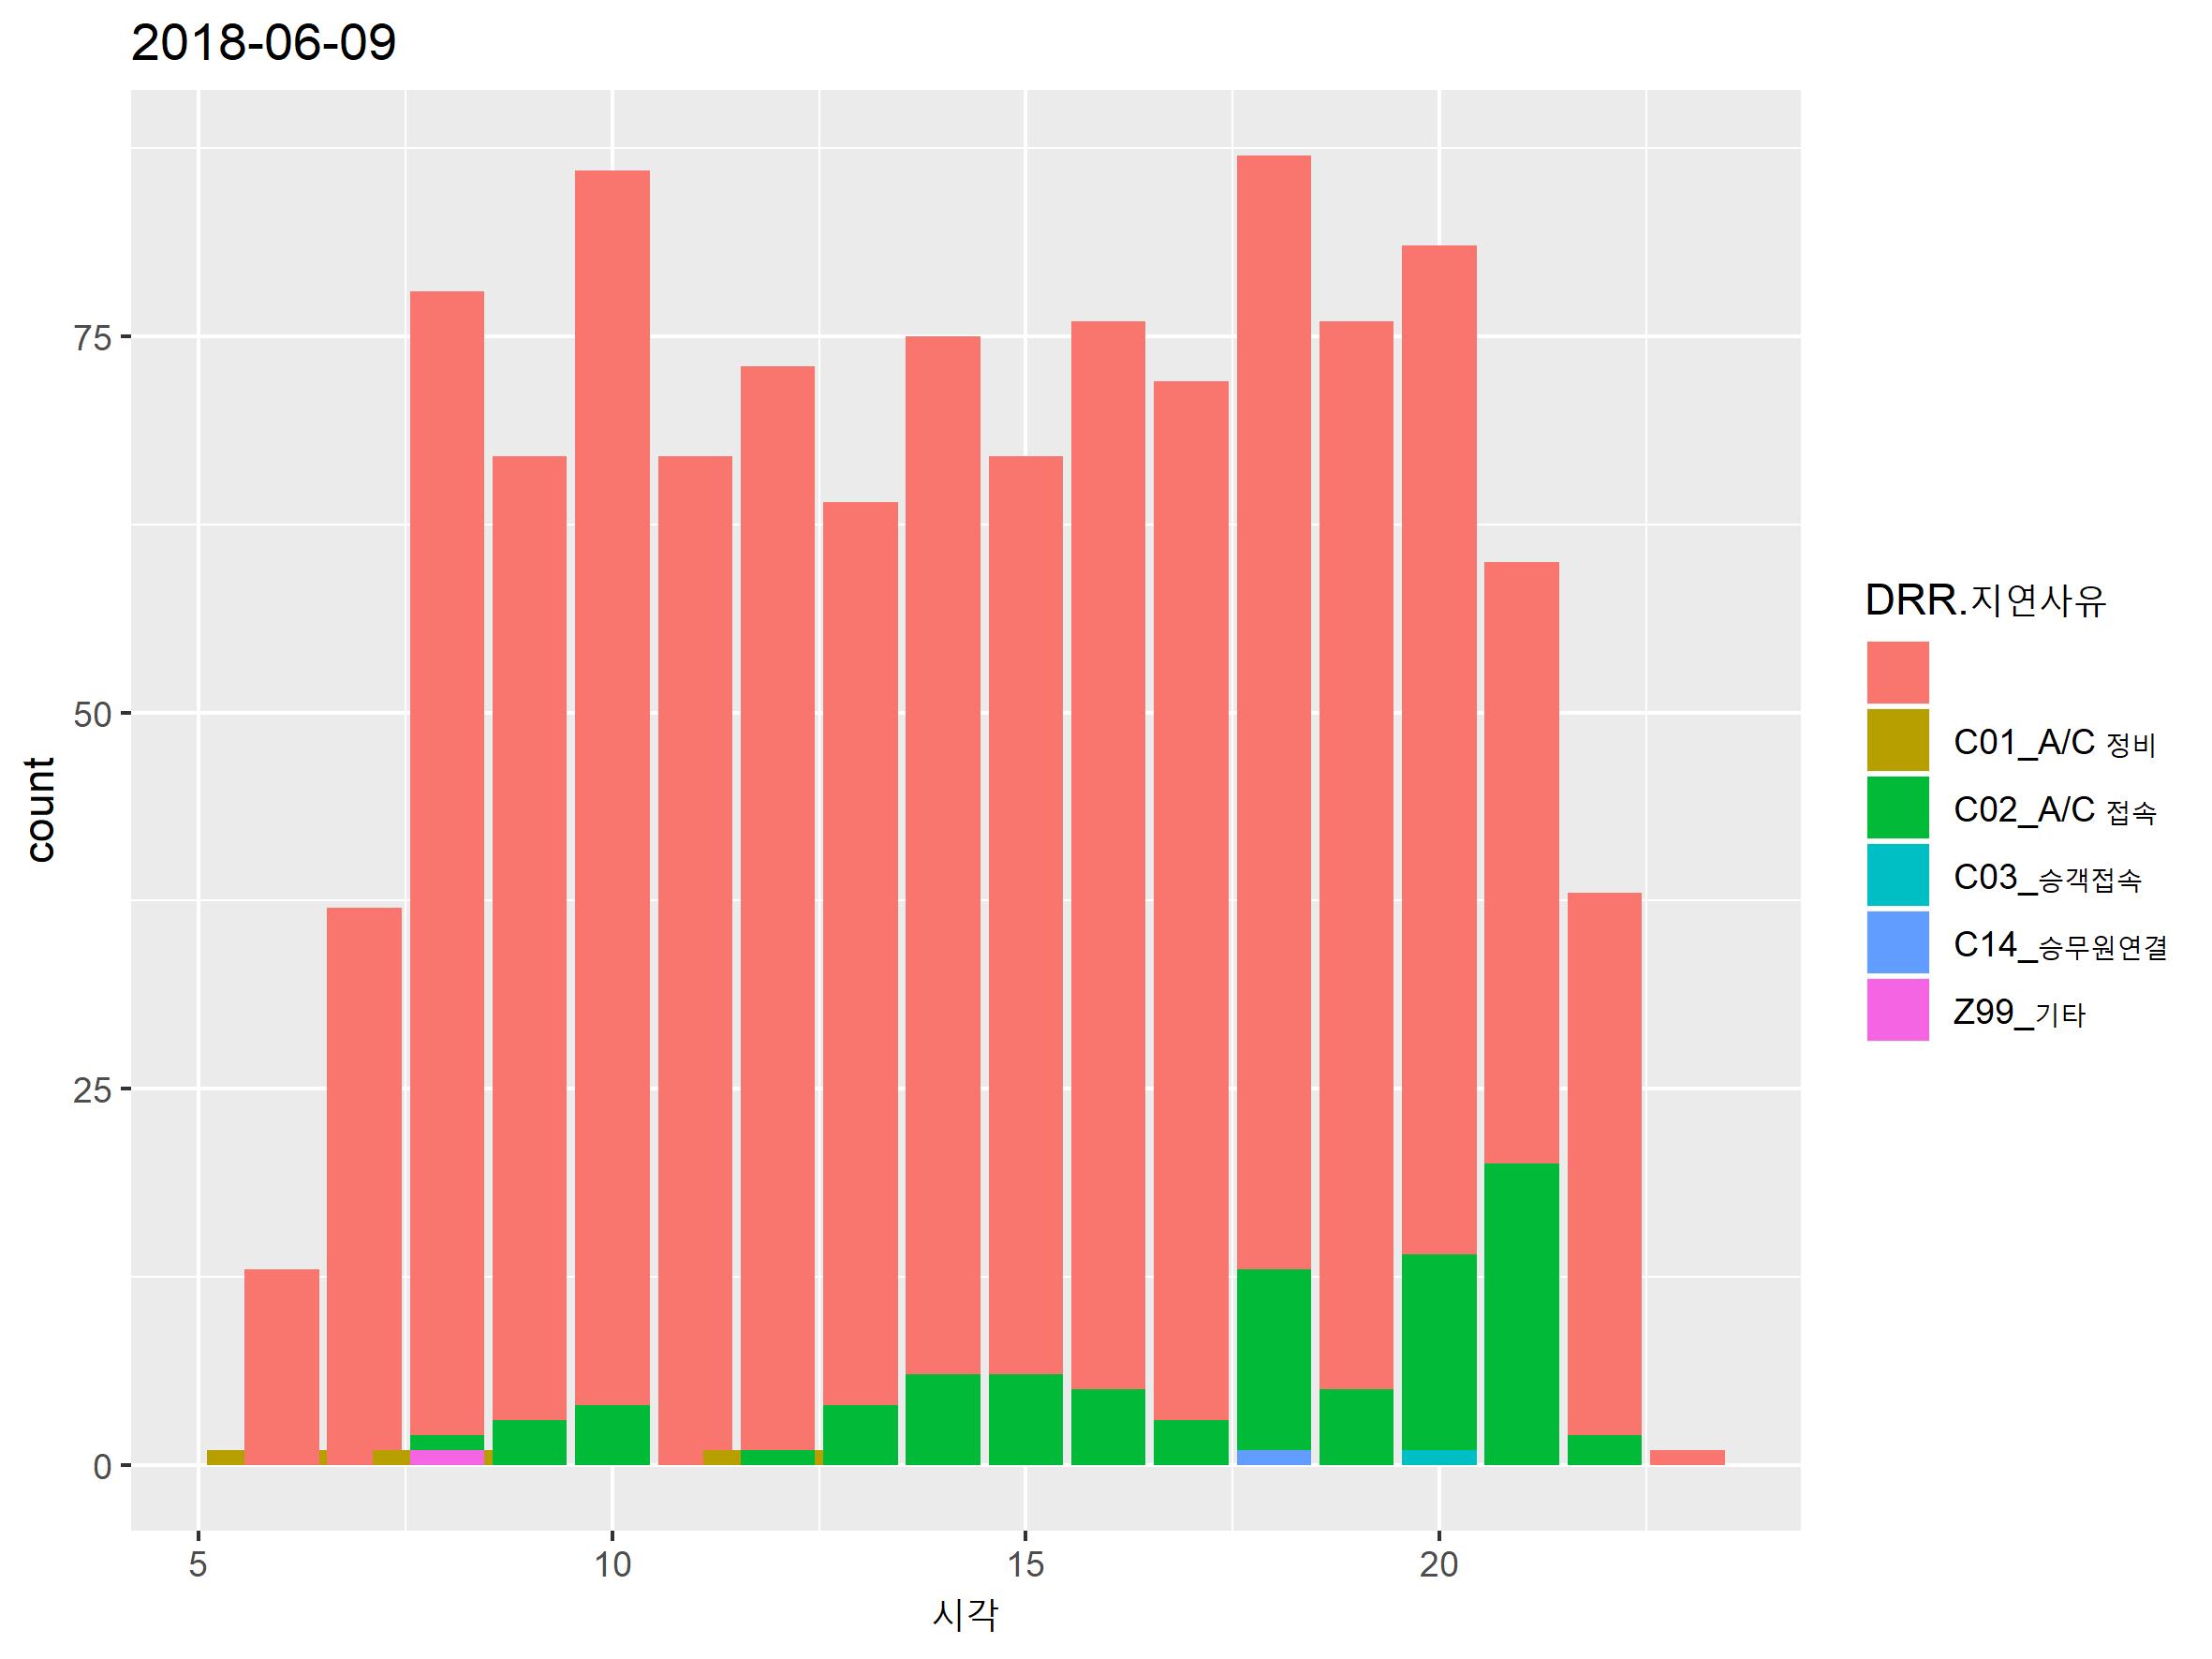 2018-06-09
75
50
25
0
count
5 10 15 20
시각
DRR.지연사유
C01_A/C 정비
C02_A/C 접속
C03_승객접속
C14_승무원연결
Z99_기타